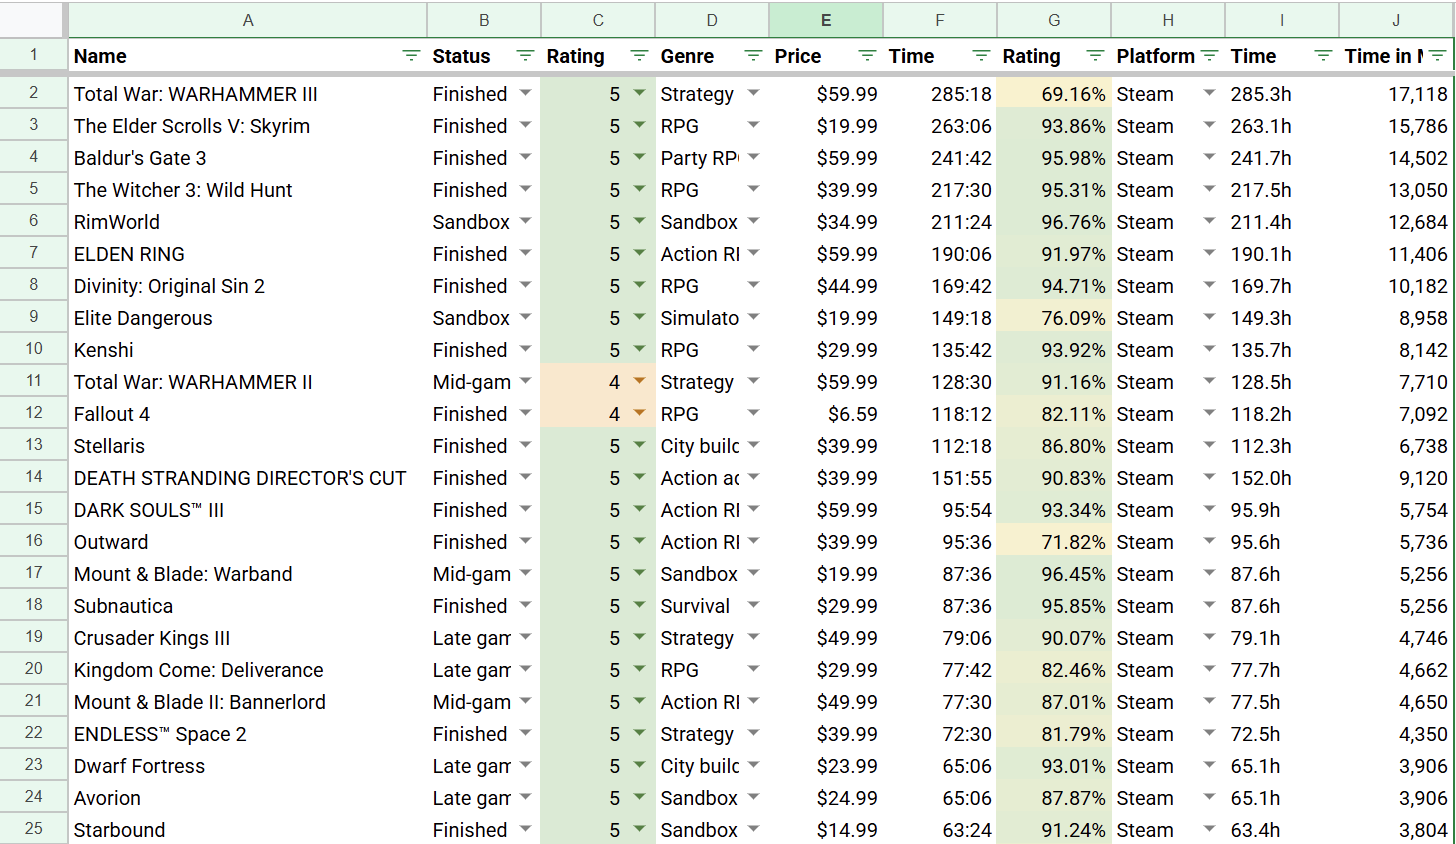 A B C D E F G H I J
1 Name Status Rating Genre Price Time Rating Platform Time Time in
2 Total War: WARHAMMER III Finished 5 Strategy $59.99 285:18 69.16% Steam 285.3h 17,118
3 The Elder Scrolls V: Skyrim Finished 5 RPG $19.99 263:06 93.86% Steam 263.1h 15,786
4 Baldur's Gate 3 Finished 5 Party RP $59.99 241:42 95.98% Steam 241.7h 14,502
5 The Witcher 3: Wild Hunt Finished 5 RPG $39.99 217:30 95.31% Steam 217.5h 13,050
6 RimWorld Sandbox 5 Sandbox $34.99 211:24 96.76% Steam 211.4h 12,684
7 ELDEN RING Finished 5 Action R $59.99 190:06 91.97% Steam 190.1h 11,406
8 Divinity: Original Sin 2 Finished 5 RPG $44.99 169:42 94.71% Steam 169.7h 10,182
9 Elite Dangerous Sandbox 5 Simulato $19.99 149:18 76.09% Steam 149.3h 8,958
10 Kenshi Finished 5 RPG $29.99 135:42 93.92% Steam 135.7h 8,142
11 Total War: WARHAMMER II Mid-gam 4 Strategy $59.99 128:30 91.16% Steam 128.5h 7,710
12 Fallout 4 Finished 4 RPG $6.59 118:12 82.11% Steam 118.2h 7,092
13 Stellaris Finished 5 City build $39.99 112:18 86.80% Steam 112.3h 6,738
14 DEATH STRANDING DIRECTOR'S CUT Finished 5 Action ad $39.99 151:55 90.83% Steam 152.0h 9,120
15 DARK SOULS™ III Finished 5 Action R $59.99 95:54 93.34% Steam 95.9h 5,754
16 Outward Finished 5 Action R $39.99 95:36 71.82% Steam 95.6h 5,736
17 Mount & Blade: Warband Mid-gam 5 Sandbox $19.99 87:36 96.45% Steam 87.6h 5,256
18 Subnautica Finished 5 Survival $29.99 87:36 95.85% Steam 87.6h 5,256
19 Crusader Kings III Late gam 5 Strategy $49.99 79:06 90.07% Steam 79.1h 4,746
20 Kingdom Come: Deliverance Late gam 5 RPG $29.99 77:42 82.46% Steam 77.7h 4,662
21 Mount & Blade II: Bannerlord Mid-gam 5 Action R $49.99 77:30 87.01% Steam 77.5h 4,650
22 ENDLESS™ Space 2 Finished 5 Strategy $39.99 72:30 81.79% Steam 72.5h 4,350
23 Dwarf Fortress Late gam 5 City build $23.99 65:06 93.01% Steam 65.1h 3,906
24 Avorion Late gam 5 Sandbox $24.99 65:06 87.87% Steam 65.1h 3,906
25 Starbound Finished 5 Sandbox $14.99 63:24 91.24% Steam 63.4h 3,804